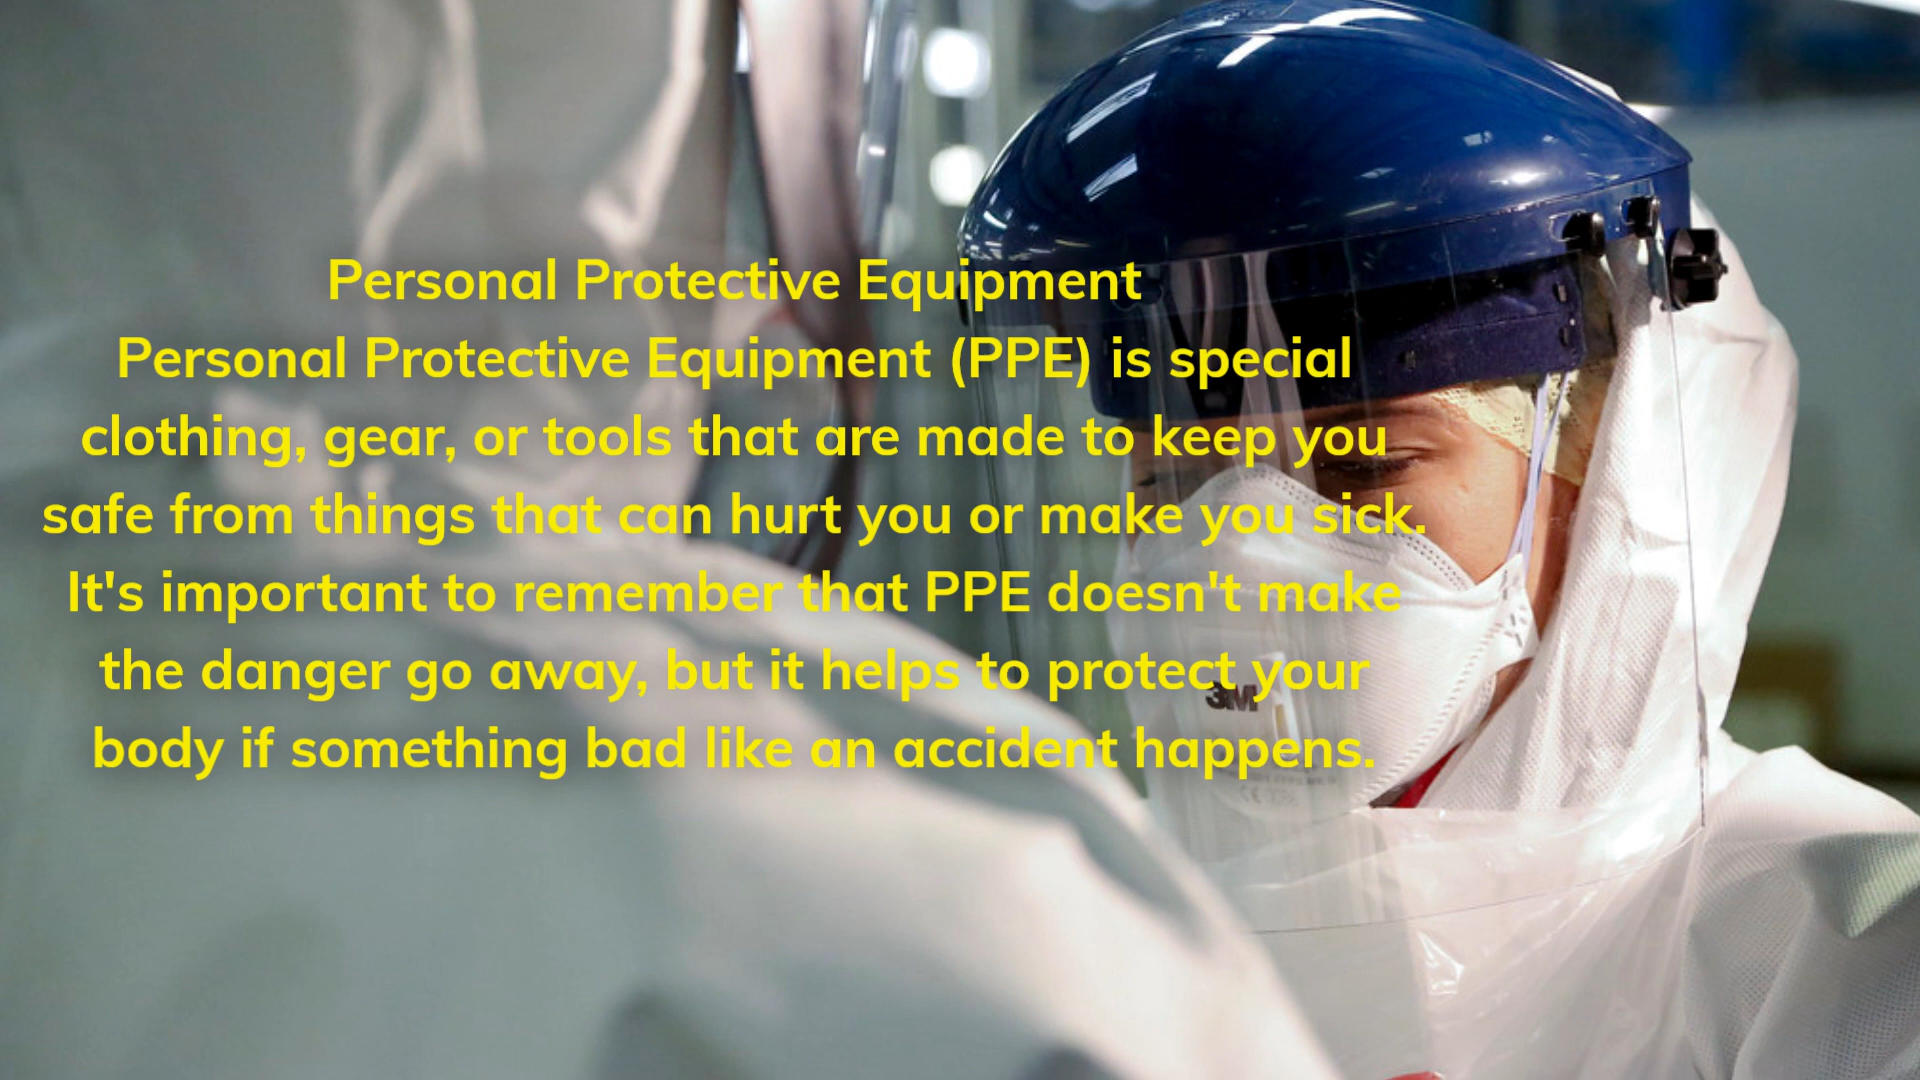 Personal Protective Equipment
Personal Protective Equipment (PPE) is special
clothing, gear, or tools that are made to keep you
safe from things that can hurt you or make you sick.
It's important to remember that PPE doesn't make
the danger go away, but it helps to protect your
body if something bad like an accident happens.
3M
CE